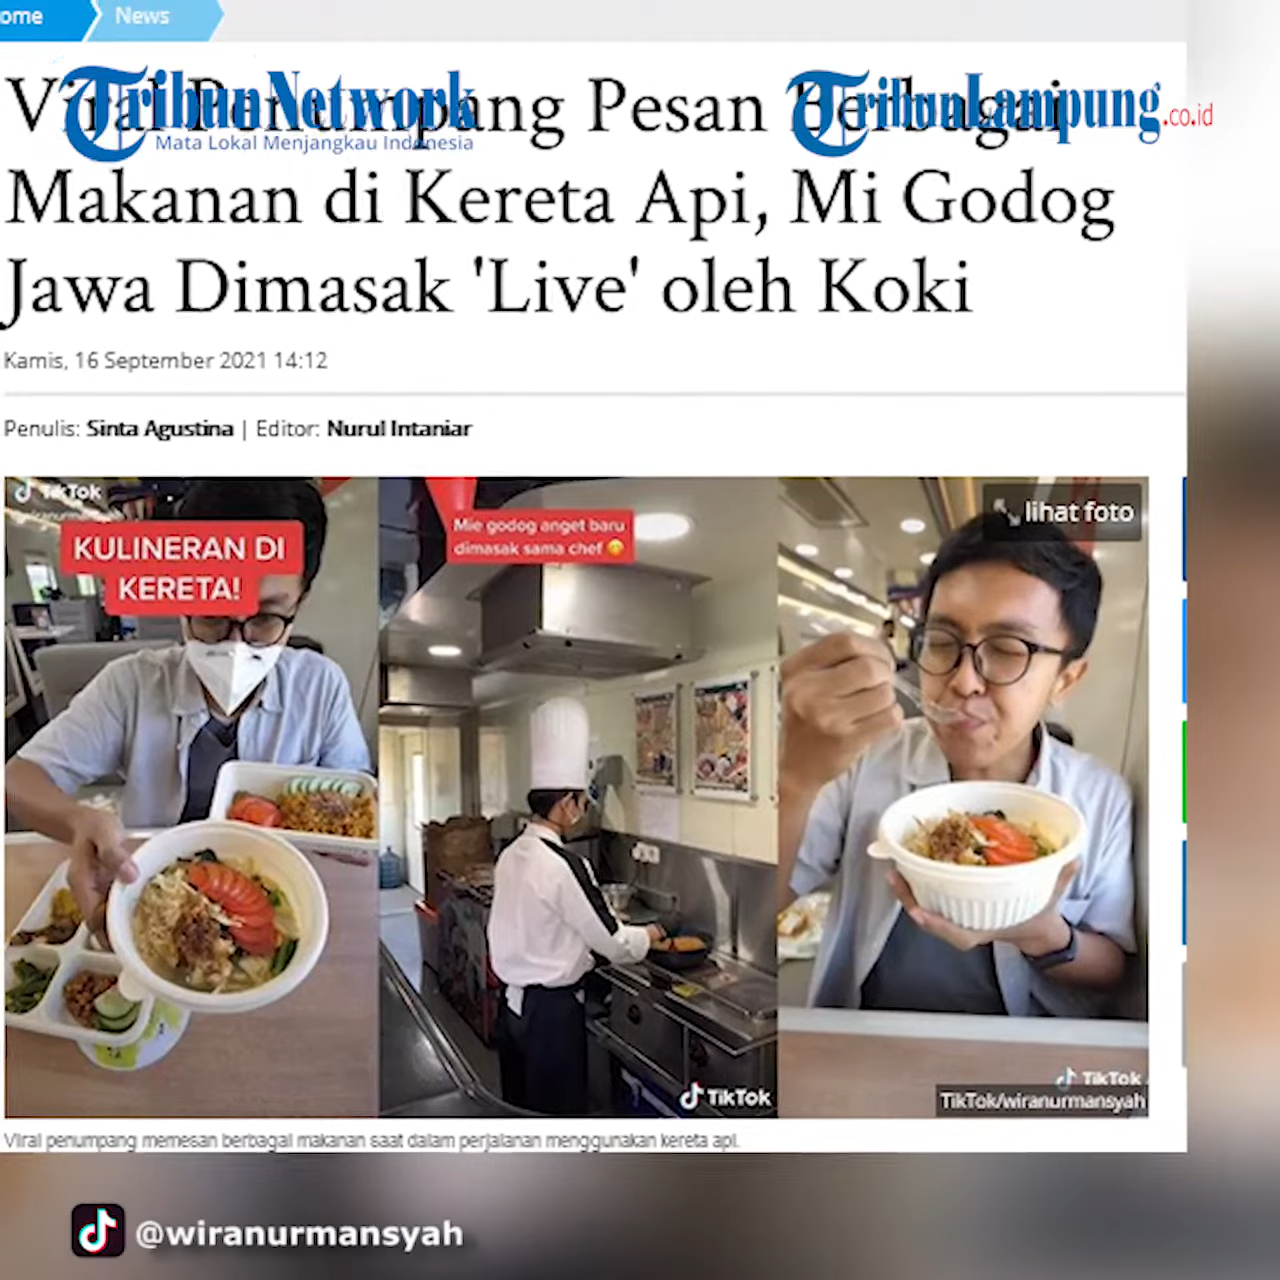 ome News
Viral Penumpang Pesan Berbagai
TribunNetwork
Mata Lokal Menjangkau Indonesia
TribunLampung.co.id
Makanan di Kereta Api, Mi Godog
Jawa Dimasak 'Live' oleh Koki
Kamis, 16 September 2021 14:12
Penulis: Sinta Agustina | Editor: Nurul Intaniar
TikTok
KULINERAN DI
KERETA!
Mie godog anget baru
dimasak sama chef
lihat foto
TikTok
TikTok
TikTok/wiranurmansyah
Viral penumpang memesan berbagai makanan saat dalam perjalanan menggunakan kereta api.
@wiranurmansyah